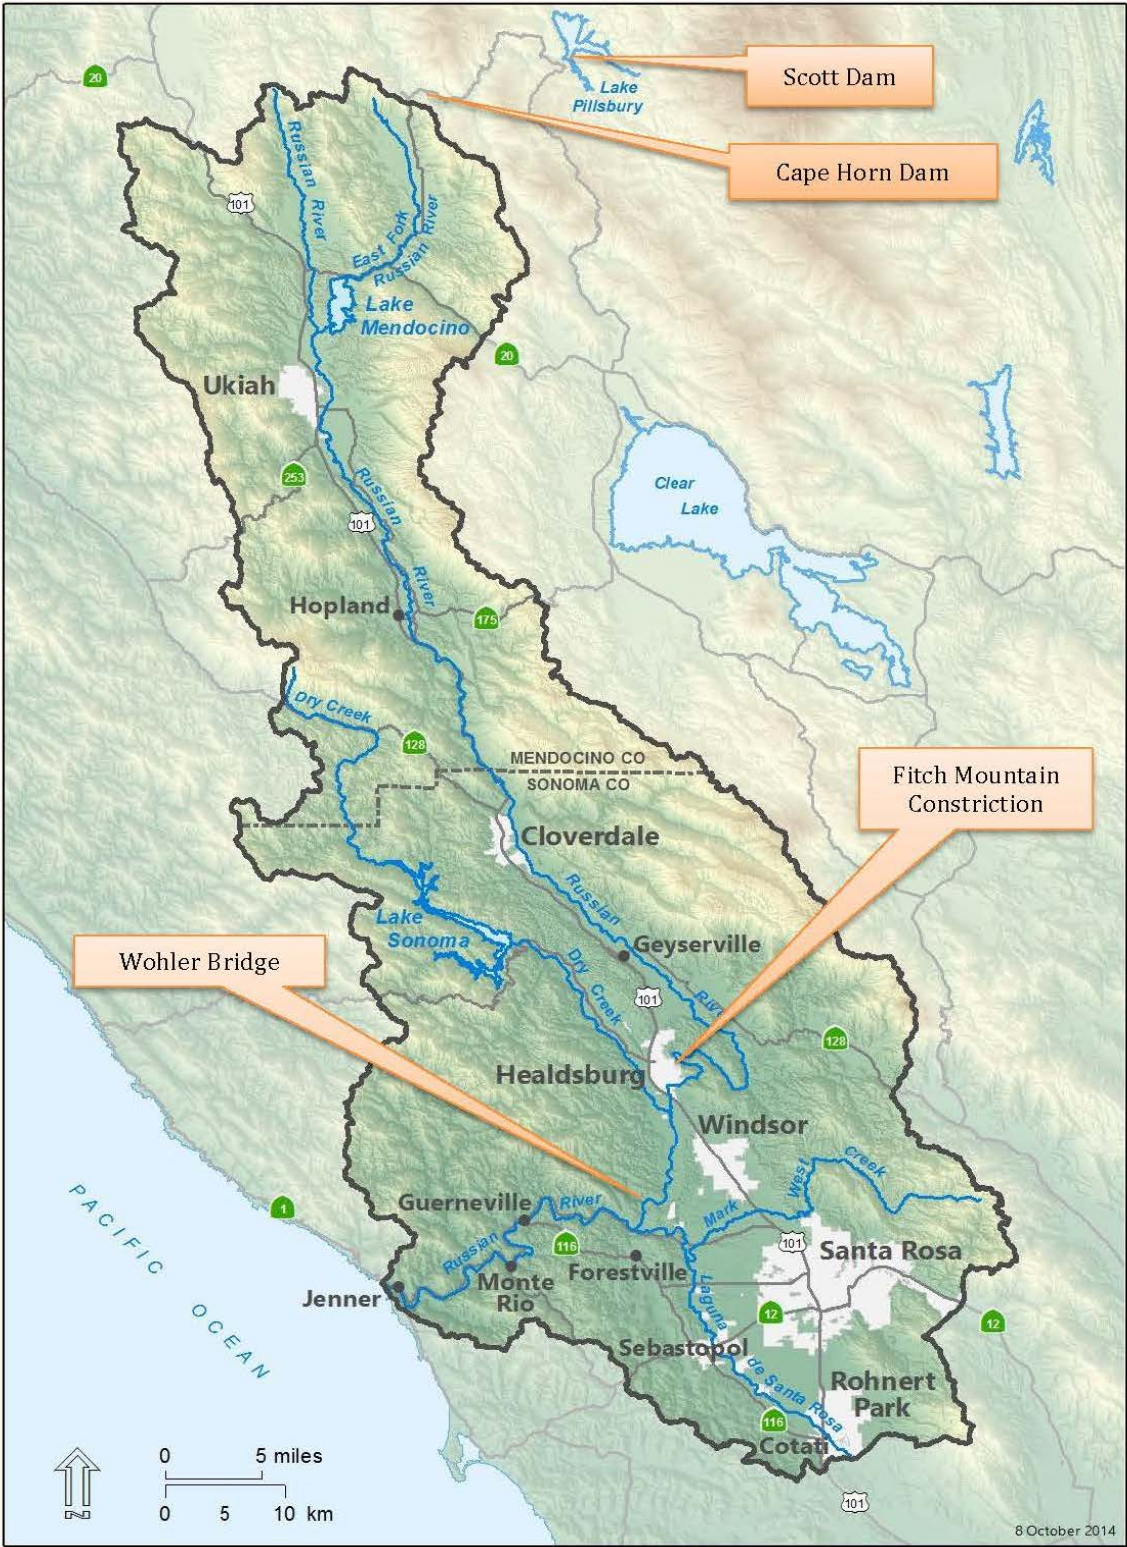 Scott Dam
20
Lake
Pillsbury
Cape Horn Dam
Russian River
101
East Fork
Russian River
Lake
Mendocino
20
Ukiah
253
Clear
Lake
Russian
101
River
Hopland
175
Dry Creek
128
MENDOCINO CO
SONOMA CO
Fitch Mountain
Constriction
Cloverdale
Russian
Lake
Sonoma
Geyserville
Wohler Bridge
Dry Creek
101
River
128
Healdsburg
Windsor
Creek
West
Mark
Guerneville
River
1
PACIFIC
OCEAN
Russian
116
101
Santa Rosa
Forestville
Monte
Rio
Jenner
Laguna
12
12
Sebastopol
de Santa Rosa
Rohnert
Park
116
Cotati
0 5 miles
0 5 10 km
N
101
8 October 2014